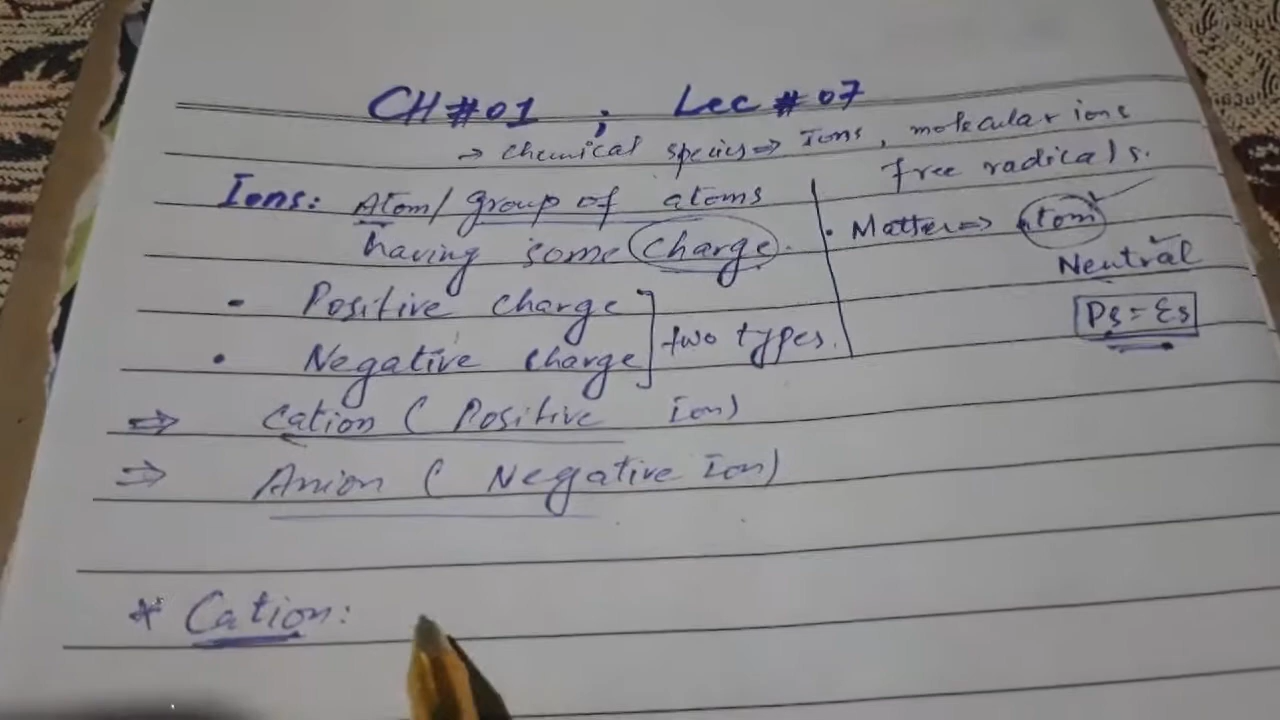 CH#01 ; Lec # 07
→ chemical species⇒ Ions, molecular ions
free radicals.
Ions: Atom/ group of atoms
having some charge.
• Positive charge
• Negative charge
two types.
• Matter⇒ atom
Neutral
Ps = Es
⇒ Cation ( Positive Ion)
⇒ Anion ( Negative Ion)
* Cation: